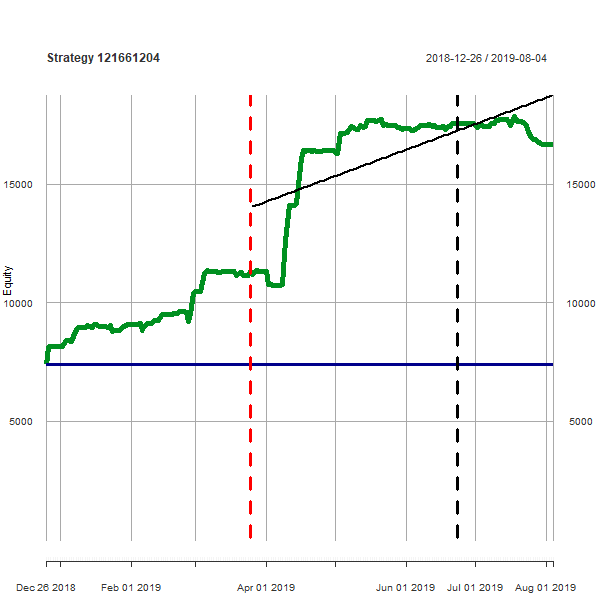 Strategy 121661204
2018-12-26 / 2019-08-04
15000
15000
10000
10000
5000
5000
Equity
Dec 26 2018
Feb 01 2019
Apr 01 2019
Jun 01 2019
Jul 01 2019
Aug 01 2019